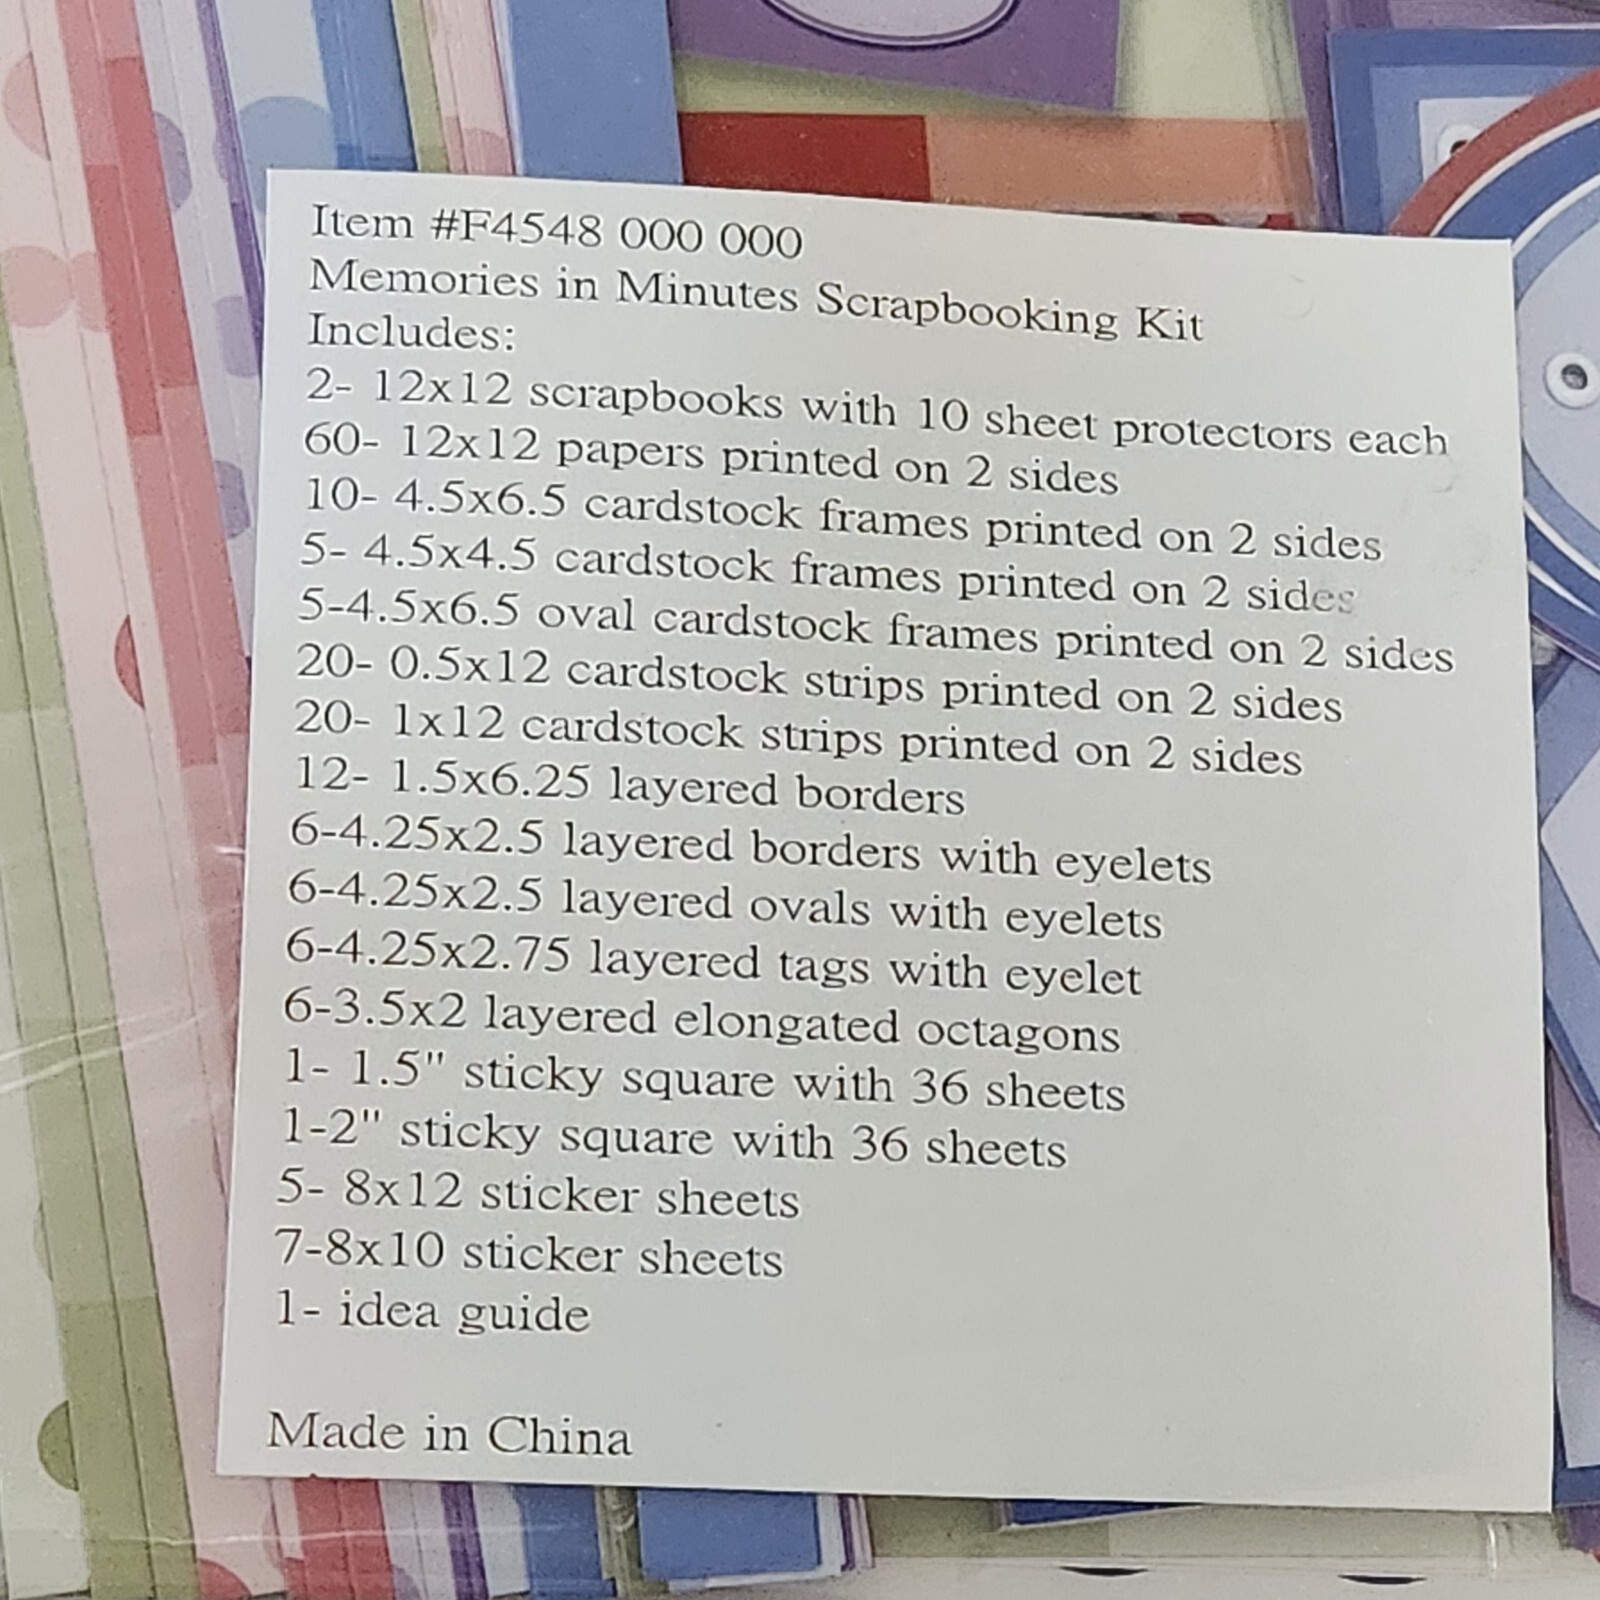 Item #F4548 000 000
Memories in Minutes Scrapbooking Kit
Includes:
2- 12x12 scrapbooks with 10 sheet protectors each
60- 12x12 papers printed on 2 sides
10- 4.5x6.5 cardstock frames printed on 2 sides
5- 4.5x4.5 cardstock frames printed on 2 sides
5-4.5x6.5 oval cardstock frames printed on 2 sides
20- 0.5x12 cardstock strips printed on 2 sides
20- 1x12 cardstock strips printed on 2 sides
12- 1.5x6.25 layered borders
6-4.25x2.5 layered borders with eyelets
6-4.25x2.5 layered ovals with eyelets
6-4.25x2.75 layered tags with eyelet
6-3.5x2 layered elongated octagons
1- 1.5" sticky square with 36 sheets
1-2" sticky square with 36 sheets
5- 8x12 sticker sheets
7-8x10 sticker sheets
1- idea guide
Made in China